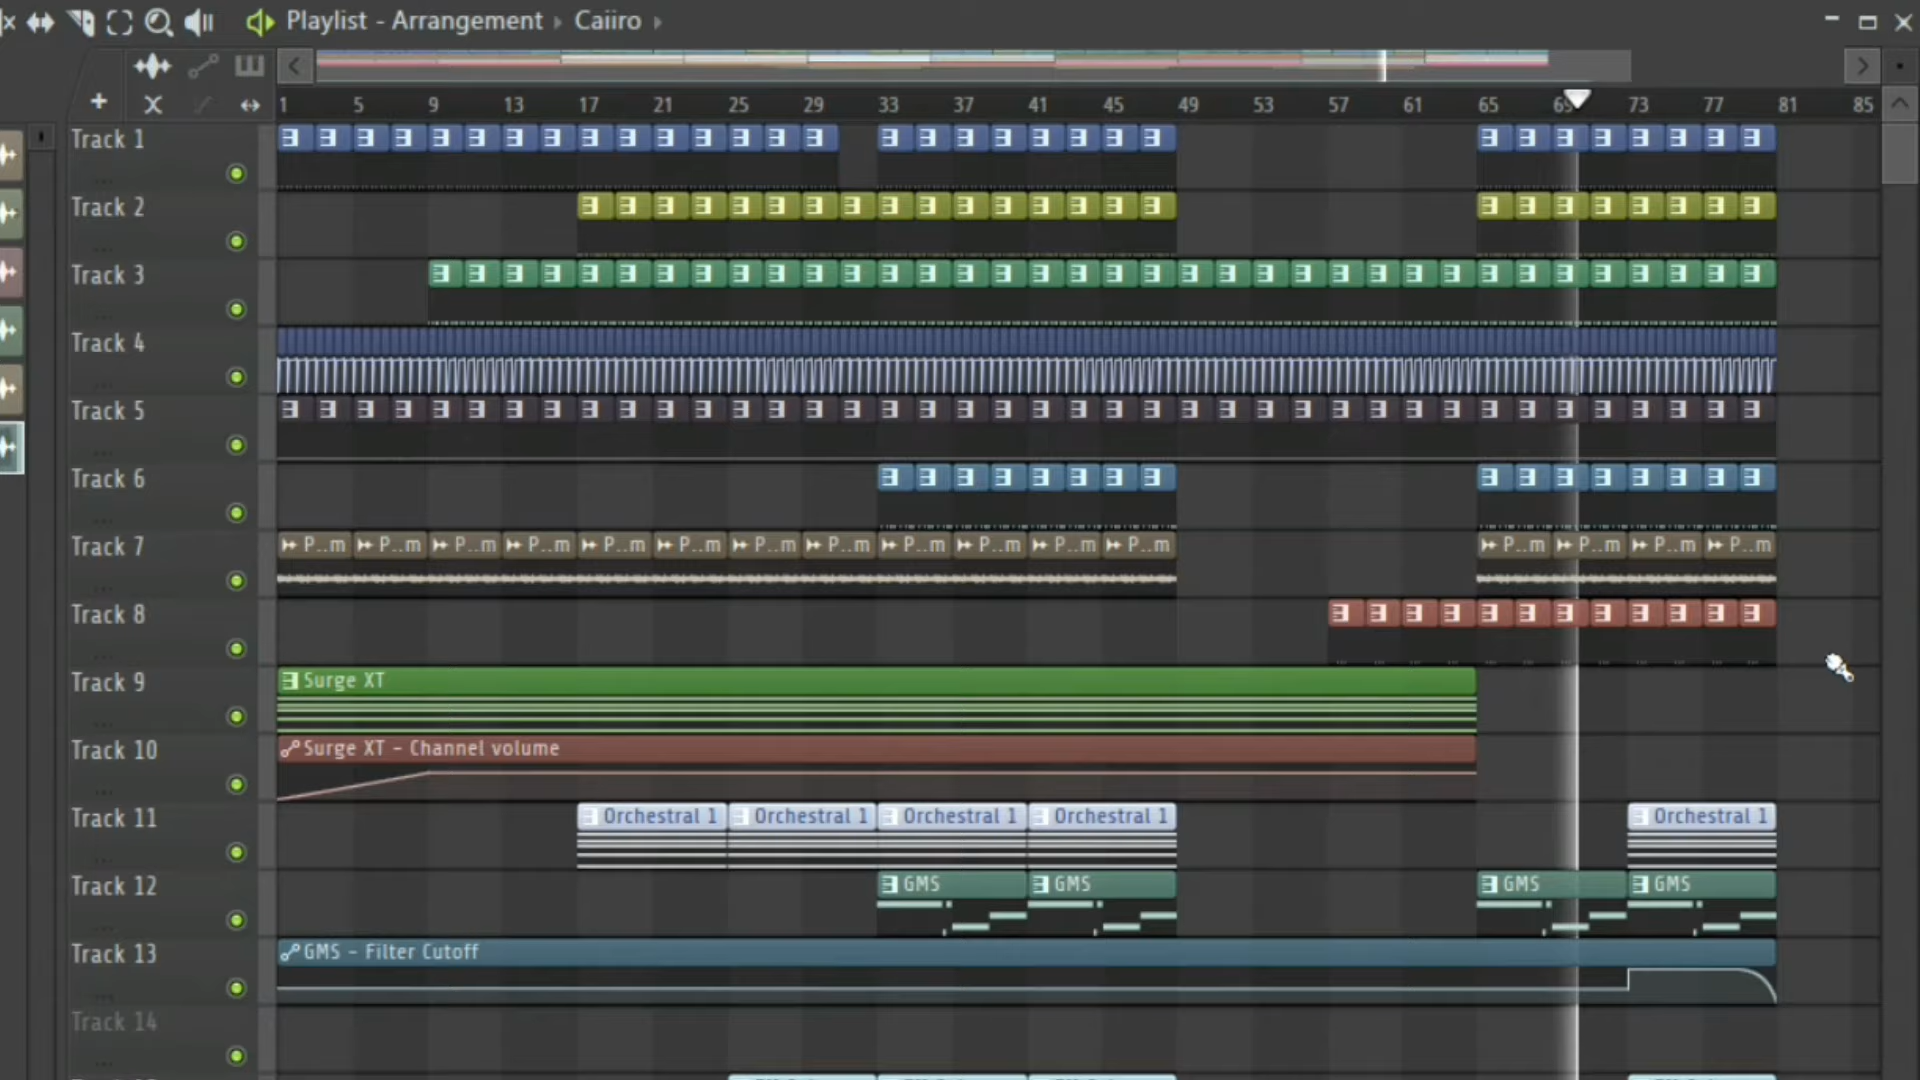 Playlist - Arrangement › Caiiro ›
1 5 9 13 17 21 25 29 33 37 41 45 49 53 57 61 65 69 73 77 81 85
Track 1
Track 2
Track 3
Track 4
Track 5
Track 6
Track 7 P..m P..m P..m P..m P..m P..m P..m P..m P..m P..m P..m P..m P..m P..m P..m P..m
Track 8
Track 9 Surge XT
Track 10 Surge XT - Channel volume
Track 11 Orchestral 1 Orchestral 1 Orchestral 1 Orchestral 1 Orchestral 1
Track 12 GMS GMS GMS GMS
Track 13 GMS - Filter Cutoff
Track 14